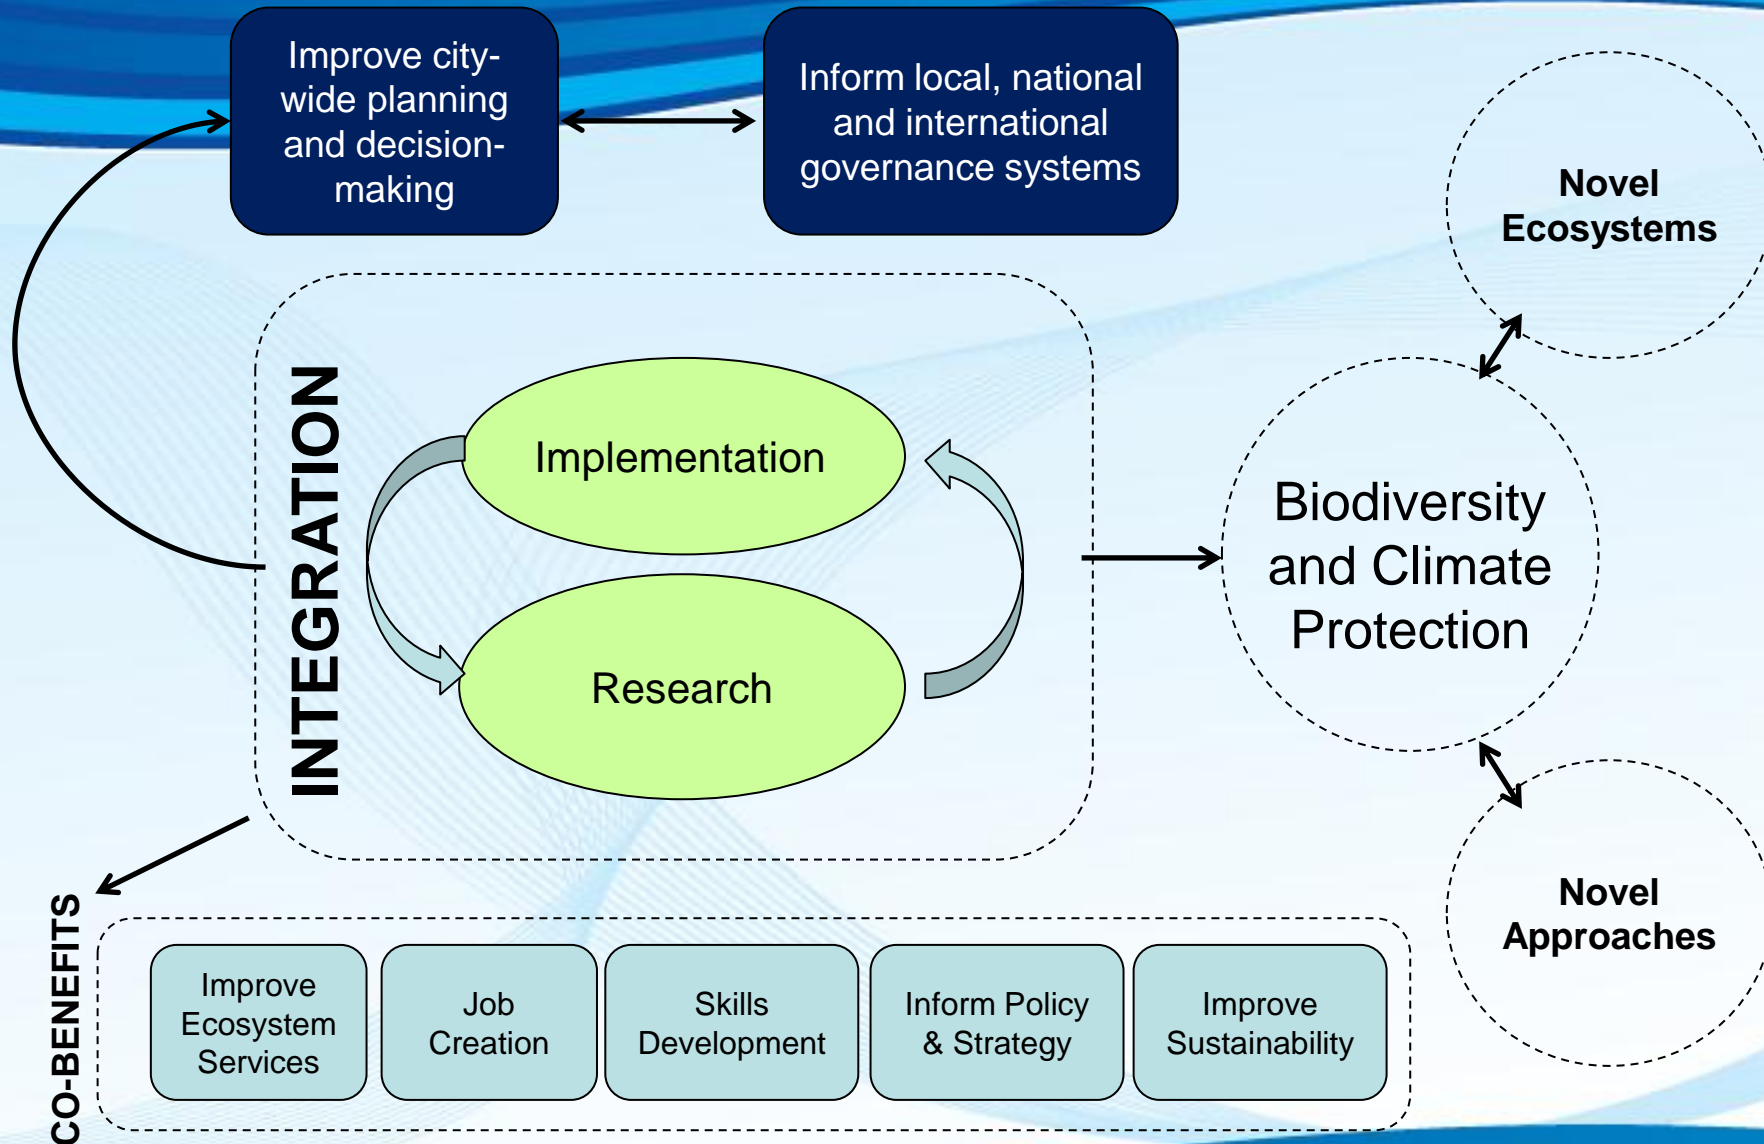 Improve city-
wide planning
and decision-
making
Inform local, national
and international
governance systems
Novel
Ecosystems
INTEGRATION
Implementation
Research
Biodiversity
and Climate
Protection
Novel
Approaches
CO-BENEFITS
Improve
Ecosystem
Services
Job
Creation
Skills
Development
Inform Policy
& Strategy
Improve
Sustainability